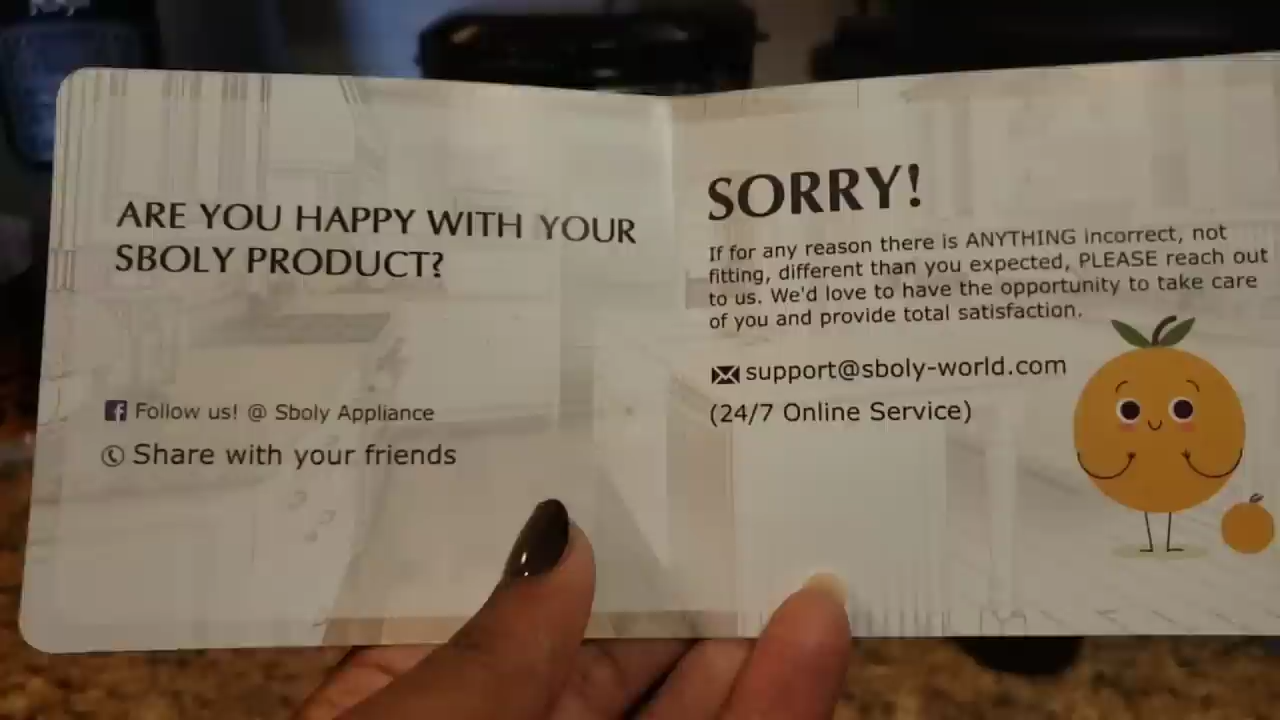 ARE YOU HAPPY WITH YOUR
SBOLY PRODUCT?
Follow us! @ Sboly Appliance
Share with your friends
SORRY!
If for any reason there is ANYTHING incorrect, not
fitting, different than you expected, PLEASE reach out
to us. We'd love to have the opportunity to take care
of you and provide total satisfaction.
support@sboly-world.com
(24/7 Online Service)